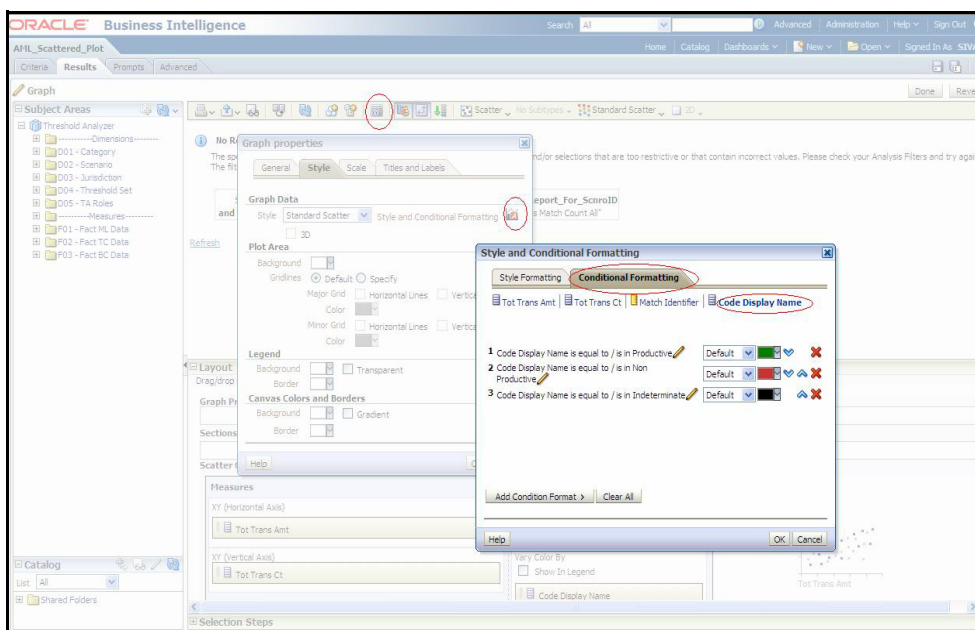 ORACLE Business Intelligence
Search All Advanced Administration Help Sign Out
AML_Scattered_Plot
Home Catalog Dashboards New Open Signed In As SIVA
Criteria Results Prompts Advanced
Graph
Done Reve
Subject Areas
Scatter No Subtypes Standard Scatter 2D
Threshold Analyzer
----------Dimensions--------
D01 - Category
D02 - Scenario
D03 - Jurisdiction
D04 - Threshold Set
D05 - TA Roles
---------Measures---------
F01 - Fact ML Data
F02 - Fact TC Data
F03 - Fact BC Data
No R
The spe
nd/or selections that are too restrictive or that contain incorrect values. Please check your Analysis Filters and try agai
The filt
S
eport_For_ScnroID
and
s Match Count All"
Refresh
Graph properties
General Style Scale Titles and Labels
Graph Data
Style Standard Scatter Style and Conditional Formatting
3D
Plot Area
Background
Gridlines Default Specify
Major Grid Horizontal Lines Vertica
Color
Minor Grid Horizontal Lines Vertica
Color
Legend
Background Transparent
Border
Canvas Colors and Borders
Background Gradient
Border
Help
Style and Conditional Formatting
Style Formatting Conditional Formatting
Tot Trans Amt Tot Trans Ct Match Identifier Code Display Name
1 Code Display Name is equal to / is in Productive Default
2 Code Display Name is equal to / is in Non Productive Default
3 Code Display Name is equal to / is in Indeterminate Default
Add Condition Format > Clear All
Help OK Cancel
Layout
Drag/drop
Graph Pr
Sections
Scatter
Measures
XY (Horizontal Axis)
Tot Trans Amt
XY (Vertical Axis)
Tot Trans Ct
Vary Color By
Show In Legend
Code Display Name
Tot Trans Amt
Catalog
List All
Shared Folders
Selection Steps